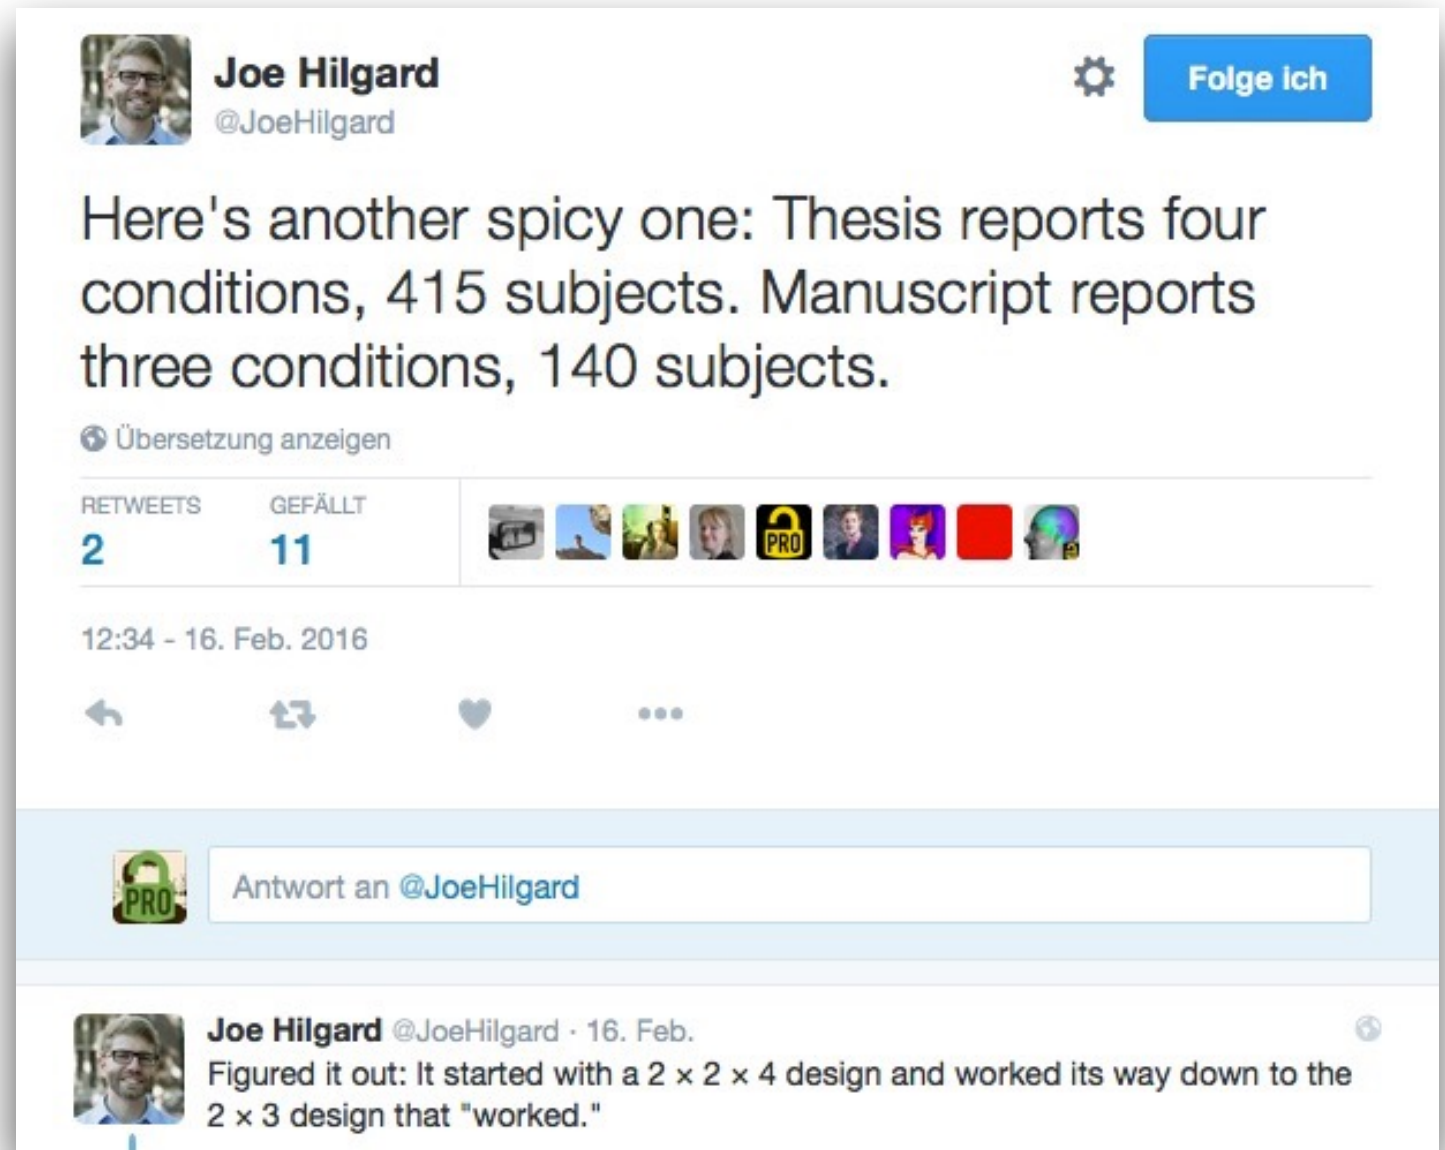 Joe Hilgard
@JoeHilgard
Folge ich
Here's another spicy one: Thesis reports four
conditions, 415 subjects. Manuscript reports
three conditions, 140 subjects.
Übersetzung anzeigen
RETWEETS GEFÄLLT
2 11
PRO
12:34 - 16. Feb. 2016
PRO
Antwort an @JoeHilgard
Joe Hilgard @JoeHilgard · 16. Feb.
Figured it out: It started with a 2 × 2 × 4 design and worked its way down to the
2 × 3 design that "worked."